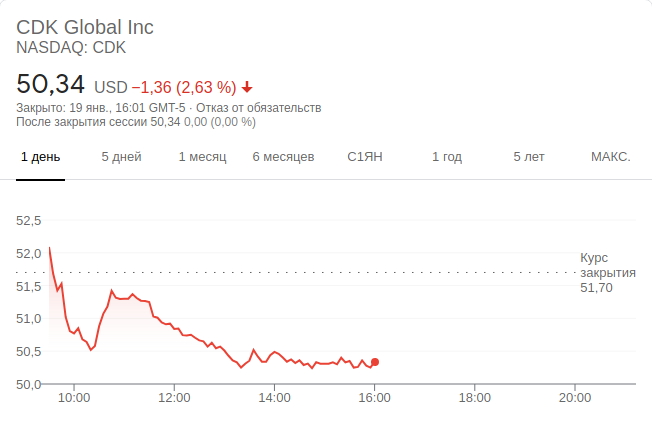 CDK Global Inc
NASDAQ: CDK
50,34 USD −1,36 (2,63 %)
Закрыто: 19 янв., 16:01 GMT-5 · Отказ от обязательств
После закрытия сессии 50,34 0,00 (0,00 %)
1 день 5 дней 1 месяц 6 месяцев С1ЯН 1 год 5 лет МАКС.
52,5
52,0
51,5
51,0
50,5
50,0
Курс
закрытия
51,70
10:00 12:00 14:00 16:00 18:00 20:00